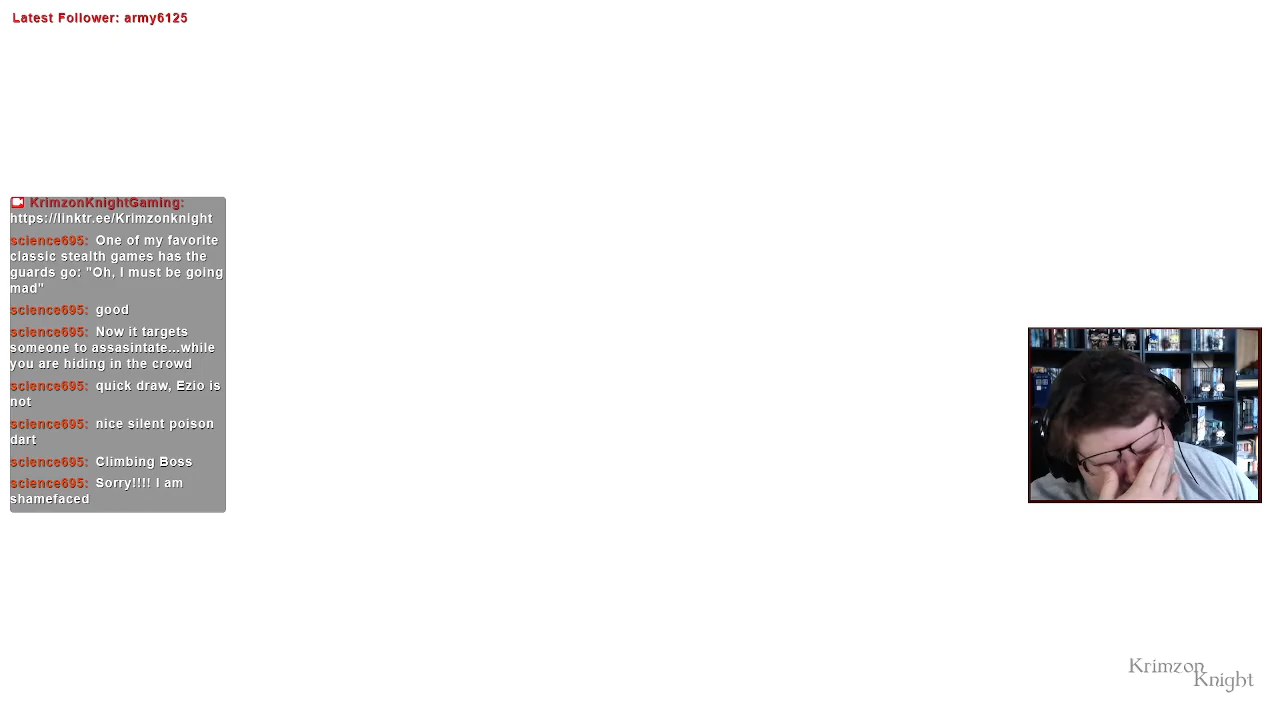 Latest Follower: army6125
KrimzonKnightGaming:
https://linktr.ee/Krimzonknight
science695: One of my favorite
classic stealth games has the
guards go: "Oh, I must be going
mad"
science695: good
science695: Now it targets
someone to assasintate...while
you are hiding in the crowd
science695: quick draw, Ezio is
not
science695: nice silent poison
dart
science695: Climbing Boss
science695: Sorry!!!! I am
shamefaced
Krimzon
Knight